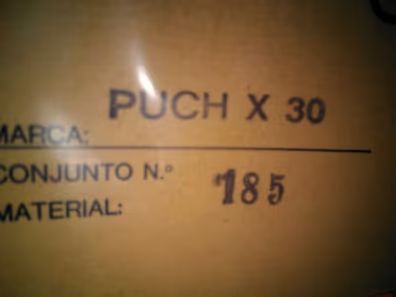 PUCH X 30
MARCA:
CONJUNTO N.º 185
MATERIAL: